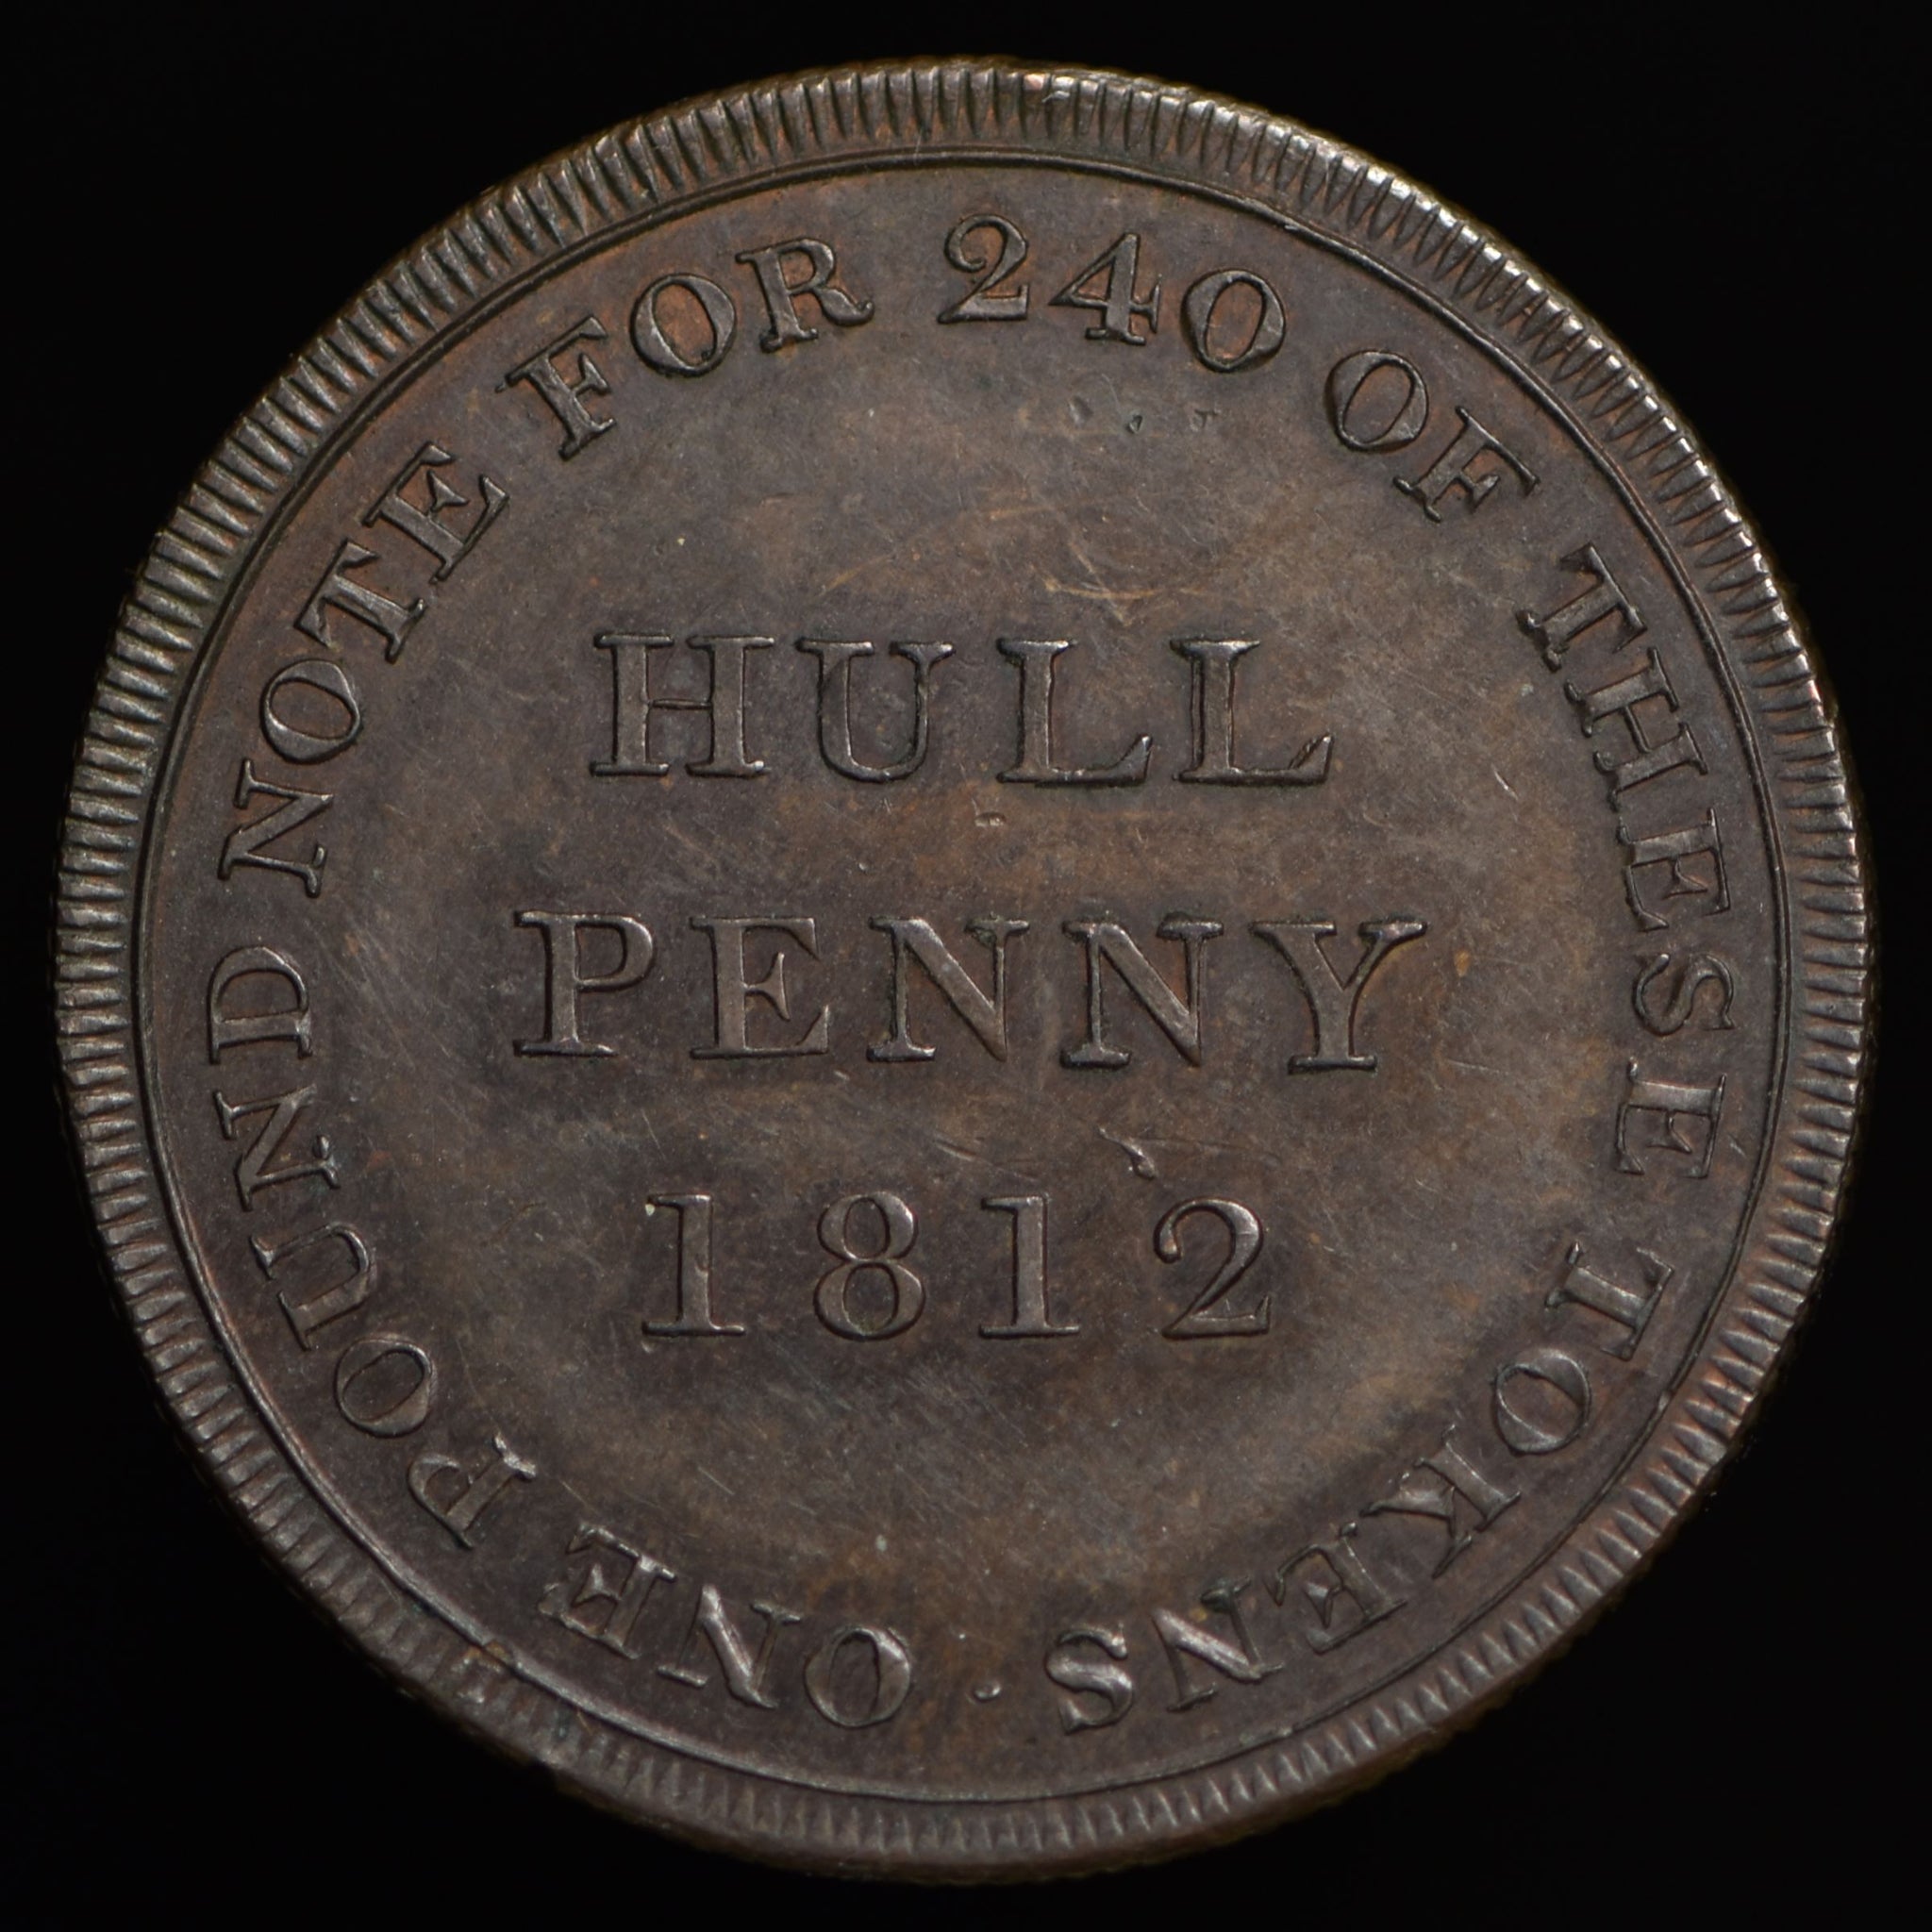 ONE POUND NOTE FOR 240 OF THESE TOKENS ·
HULL
PENNY
1812